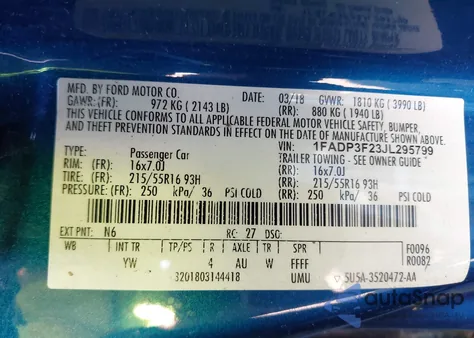 MFD. BY FORD MOTOR CO.
DATE: 03/18 GVWR: 1810 KG ( 3990 LB)
GAWR: (FR): 972 KG ( 2143 LB) (RR): 880 KG ( 1940 LB)
THIS VEHICLE CONFORMS TO ALL APPLICABLE FEDERAL MOTOR VEHICLE SAFETY, BUMPER,
AND THEFT PREVENTION STANDARDS IN EFFECT ON THE DATE OF MANUFACTURE SHOWN ABOVE.
VIN: 1FADP3F23JL295799
TYPE: Passenger Car TRAILER TOWING - SEE OWNER GUIDE
RIM: (FR): 16x7.0J (RR): 16x7.0J
TIRE: (FR): 215/55R16 93H (RR): 215/55R16 93H
PRESSURE: (FR): 250 kPa/ 36 PSI COLD (RR): 250 kPa/ 36 PSI COLD
EXT PNT: N6 RC: 27 DSO:
WB INT TR TP/PS R AXLE TR SPR F0096
YW 4 AU W FFFF R0082
3201803144418 UMU SU5A-3520472-AA
autoSnap